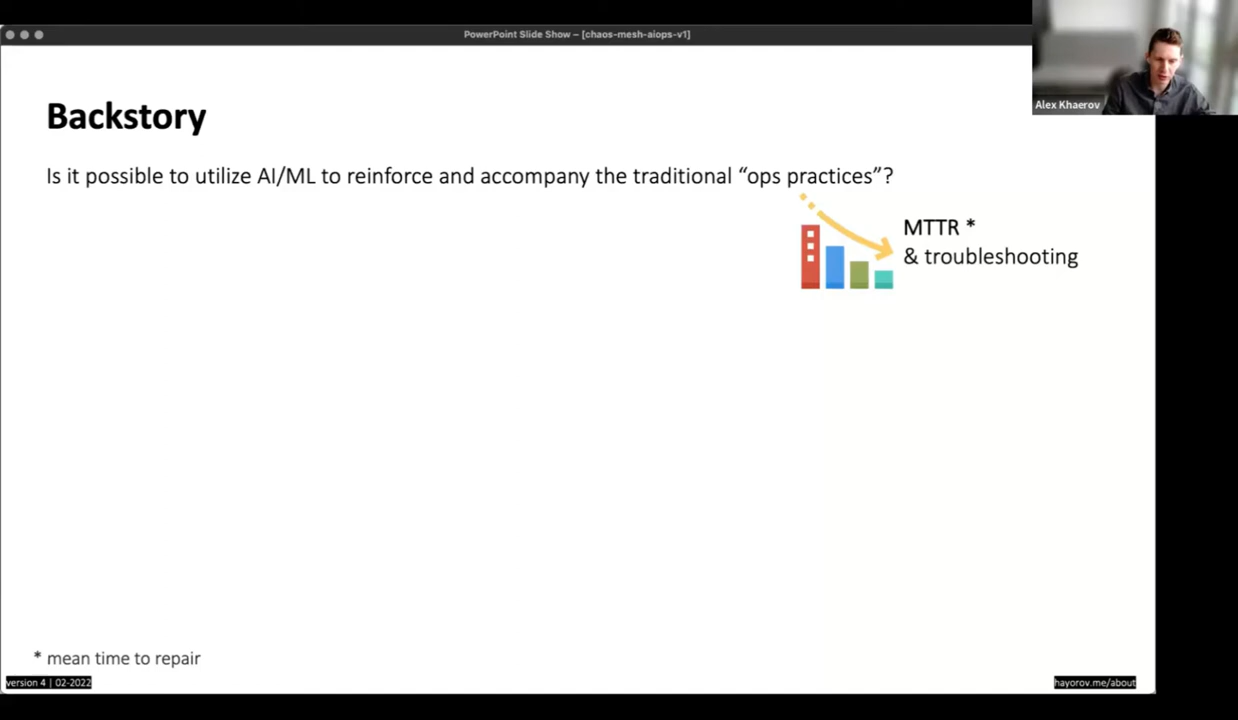 PowerPoint Slide Show – [chaos-mesh-aiops-v1]
Alex Khaerov
Backstory
Is it possible to utilize AI/ML to reinforce and accompany the traditional “ops practices”?
MTTR *
& troubleshooting
* mean time to repair
version 4 | 02-2022
hayorov.me/about